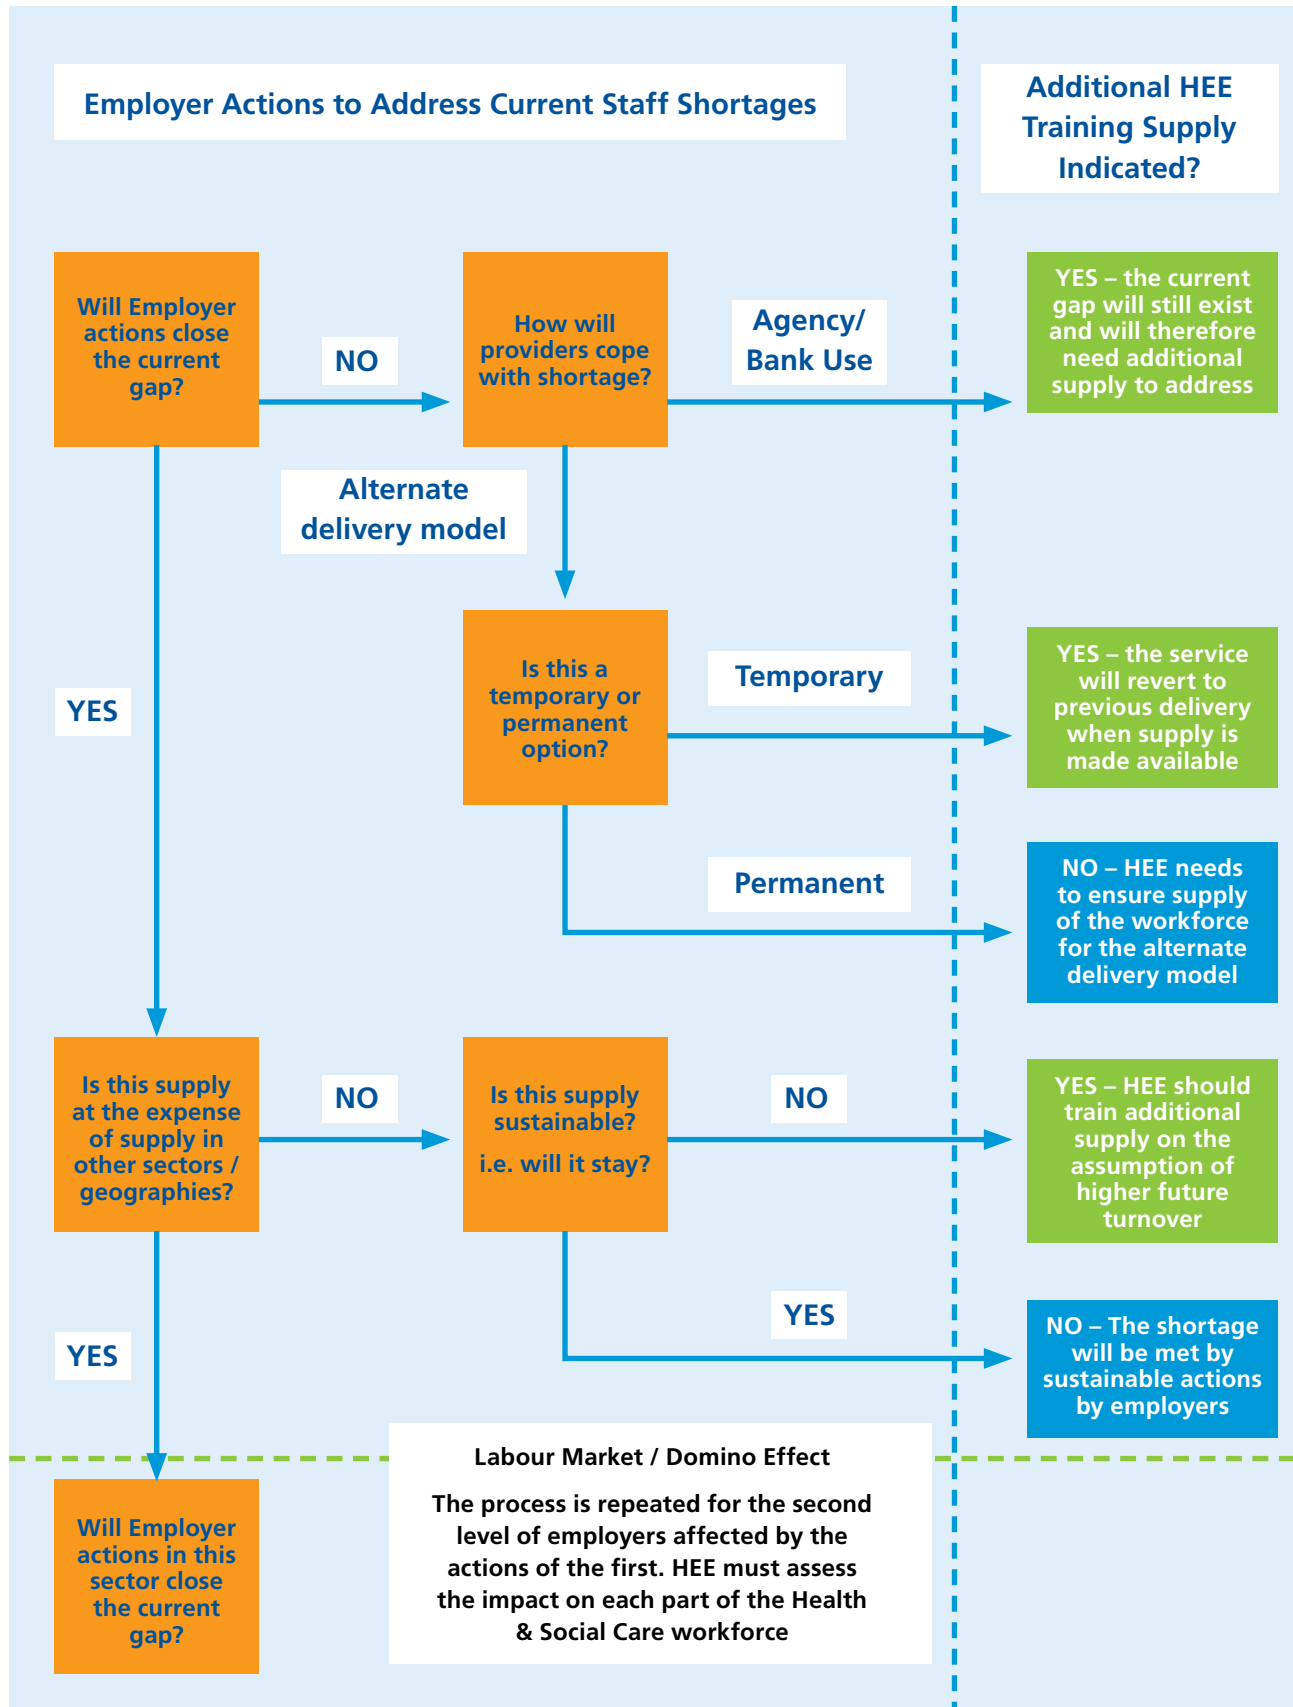 Employer Actions to Address Current Staff Shortages
Additional HEE
Training Supply
Indicated?
Will Employer
actions close
the current
gap?
NO
How will
providers cope
with shortage?
Agency/
Bank Use
YES – the current
gap will still exist
and will therefore
need additional
supply to address
Alternate
delivery model
YES
Is this a
temporary or
permanent
option?
Temporary
YES – the service
will revert to
previous delivery
when supply is
made available
Permanent
NO – HEE needs
to ensure supply
of the workforce
for the alternate
delivery model
Is this supply
at the expense
of supply in
other sectors /
geographies?
NO
Is this supply
sustainable?
i.e. will it stay?
NO
YES – HEE should
train additional
supply on the
assumption of
higher future
turnover
YES
YES
NO – The shortage
will be met by
sustainable actions
by employers
Labour Market / Domino Effect
The process is repeated for the second
level of employers affected by the
actions of the first. HEE must assess
the impact on each part of the Health
& Social Care workforce
Will Employer
actions in this
sector close
the current
gap?